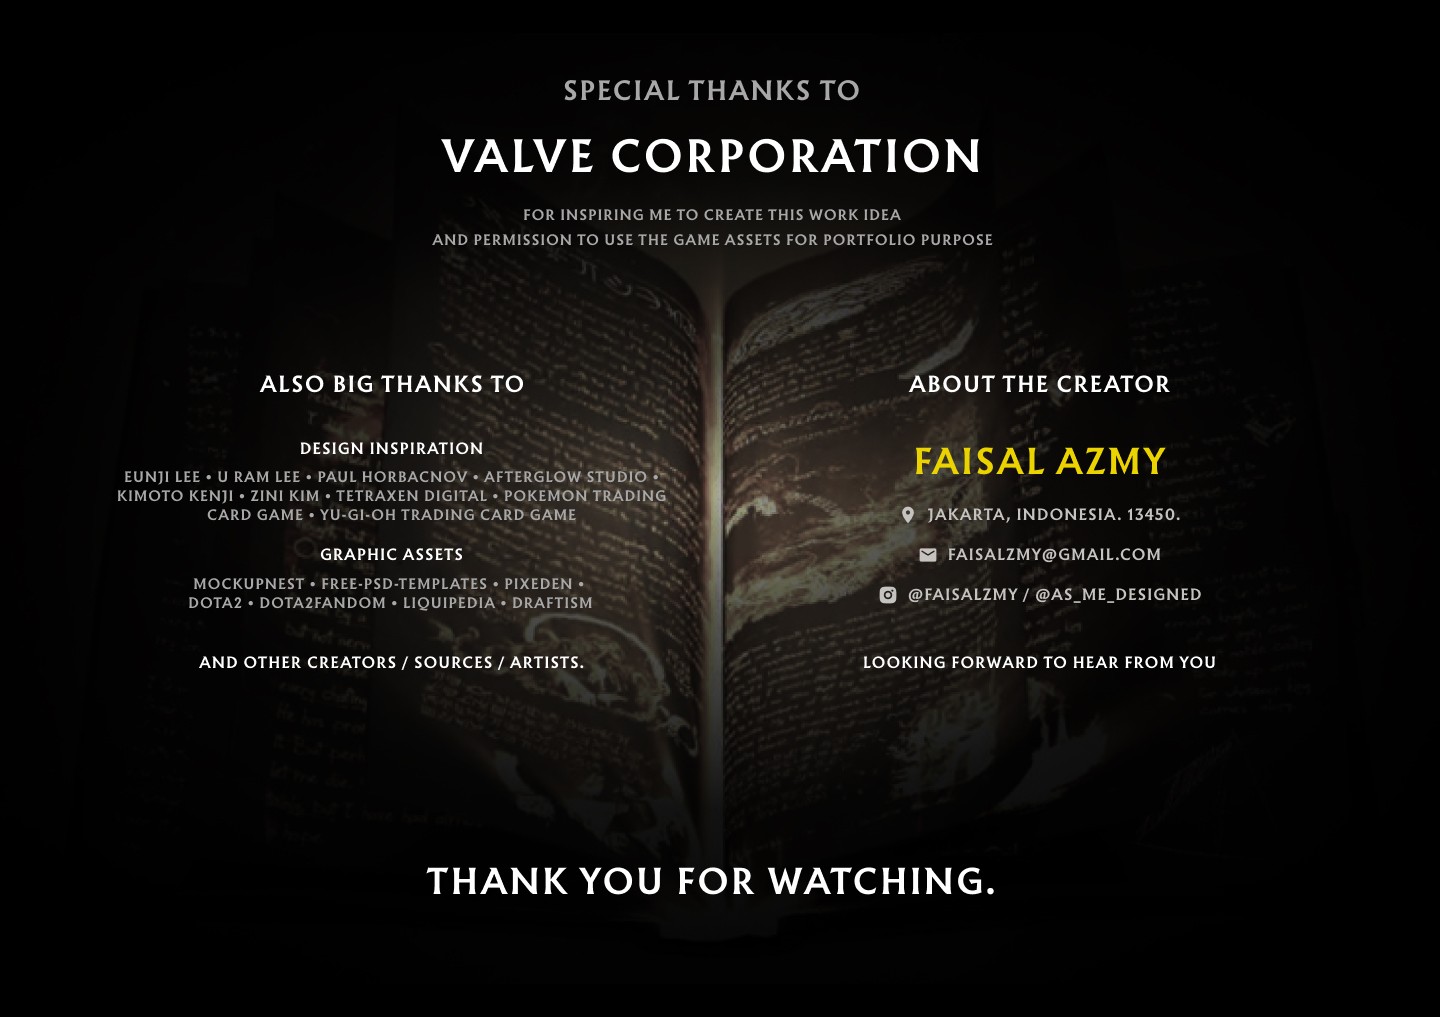 SPECIAL THANKS TO
VALVE CORPORATION
FOR INSPIRING ME TO CREATE THIS WORK IDEA
AND PERMISSION TO USE THE GAME ASSETS FOR PORTFOLIO PURPOSE
ALSO BIG THANKS TO
DESIGN INSPIRATION
EUNJI LEE • U RAM LEE • PAUL HORBACNOV • AFTERGLOW STUDIO •
KIMOTO KENJI • ZINI KIM • TETRAXEN DIGITAL • POKEMON TRADING
CARD GAME • YU-GI-OH TRADING CARD GAME
GRAPHIC ASSETS
MOCKUPNEST • FREE-PSD-TEMPLATES • PIXEDEN •
DOTA2 • DOTA2FANDOM • LIQUIPEDIA • DRAFTISM
AND OTHER CREATORS / SOURCES / ARTISTS.
ABOUT THE CREATOR
FAISAL AZMY
JAKARTA, INDONESIA. 13450.
FAISALZMY@GMAIL.COM
@FAISALZMY / @AS_ME_DESIGNED
LOOKING FORWARD TO HEAR FROM YOU
THANK YOU FOR WATCHING.